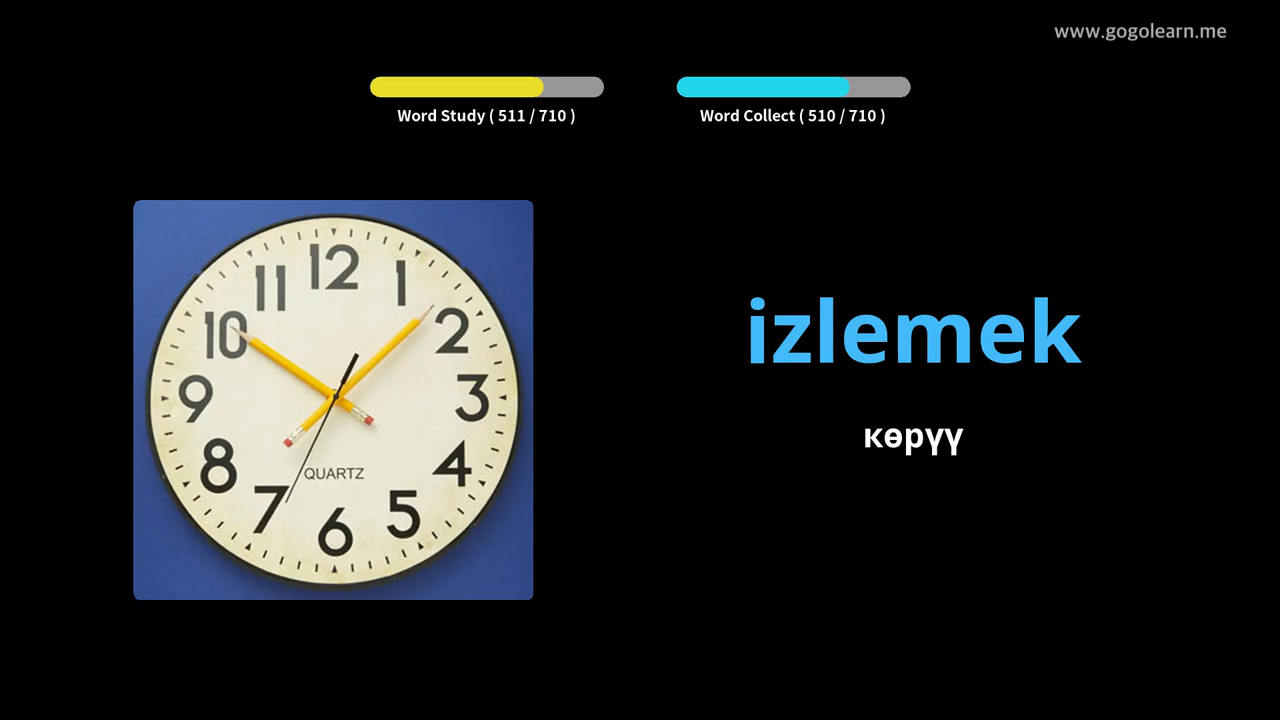 www.gogolearn.me
Word Study ( 511 / 710 )
Word Collect ( 510 / 710 )
12
11
1
10
2
9
3
8
4
QUARTZ
7
5
6
izlemek
көрүү